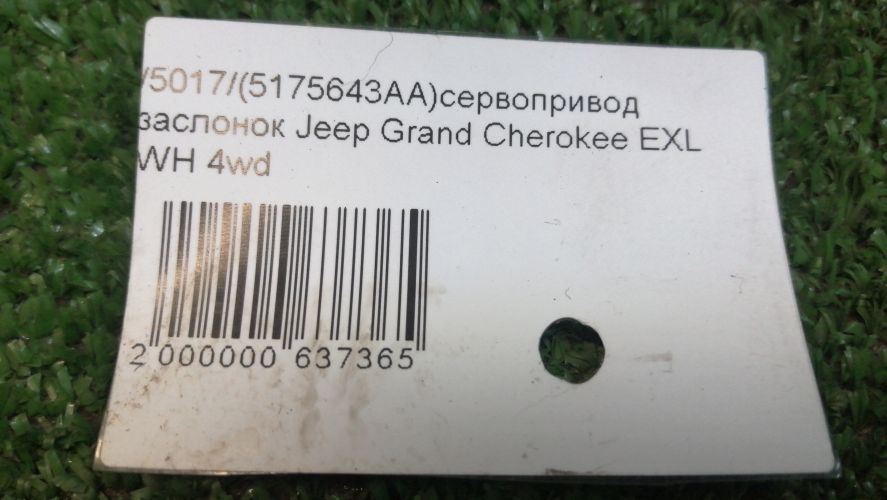 /5017/(5175643AA)сервопривод
заслонок Jeep Grand Cherokee EXL
WH 4wd
2 000000 637365